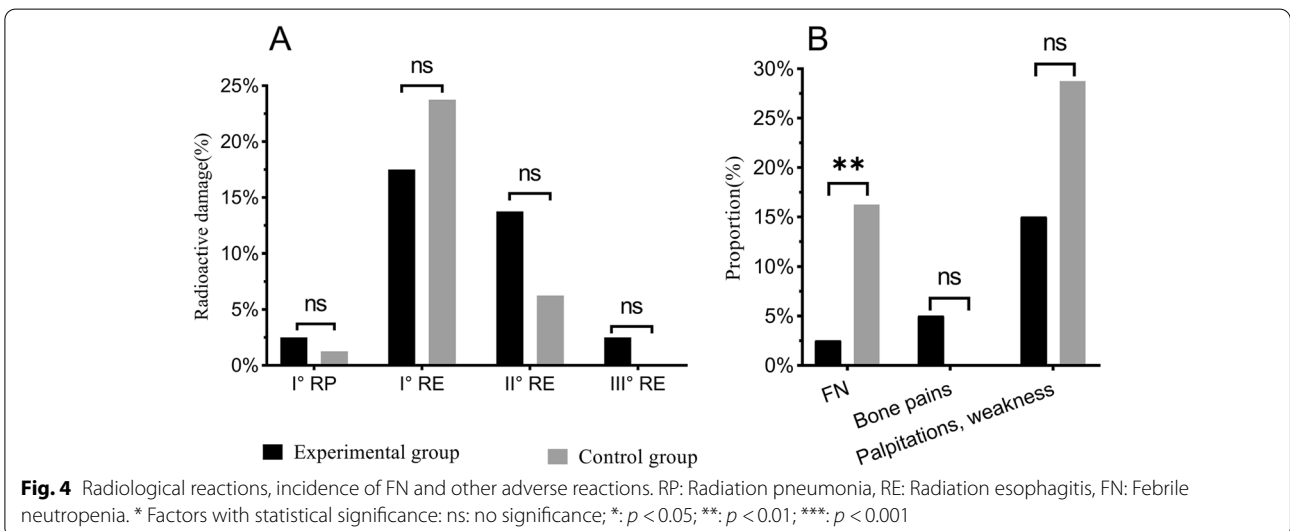 A
Radioactive damage(%)
25%
20%
15%
10%
5%
0%
ns
ns
ns
ns
I° RP
I° RE
II° RE
III° RE
B
Proportion(%)
30%
25%
20%
15%
10%
5%
0%
**
ns
ns
FN
Bone pains
Palpitations, weakness
Experimental group
Control group
Fig. 4 Radiological reactions, incidence of FN and other adverse reactions. RP: Radiation pneumonia, RE: Radiation esophagitis, FN: Febrile
neutropenia. * Factors with statistical significance: ns: no significance; *: p < 0.05; **: p < 0.01; ***: p < 0.001